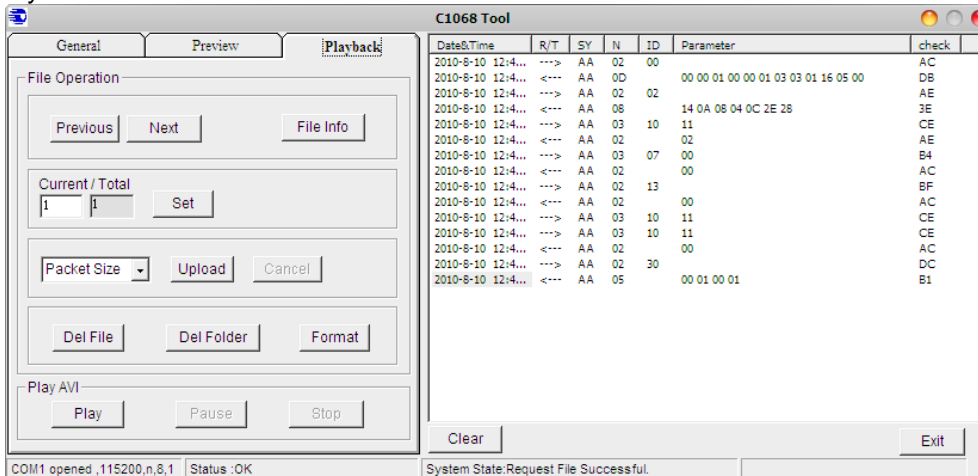 C1068 Tool
General Preview Playback
File Operation
Previous Next File Info
Current / Total
1 1 Set
Packet Size Upload Cancel
Del File Del Folder Format
Play AVI
Play Pause Stop
Date&Time R/T SY N ID Parameter check
2010-8-10 12:4... ---> AA 02 00 AC
2010-8-10 12:4... <--- AA 0D 00 00 01 00 00 01 03 03 01 16 05 00 DB
2010-8-10 12:4... ---> AA 02 02 AE
2010-8-10 12:4... <--- AA 08 14 0A 08 04 0C 2E 28 3E
2010-8-10 12:4... ---> AA 03 10 11 CE
2010-8-10 12:4... <--- AA 02 02 AE
2010-8-10 12:4... ---> AA 03 07 00 B4
2010-8-10 12:4... <--- AA 02 00 AC
2010-8-10 12:4... ---> AA 02 13 BF
2010-8-10 12:4... <--- AA 02 00 AC
2010-8-10 12:4... ---> AA 03 10 11 CE
2010-8-10 12:4... ---> AA 03 10 11 CE
2010-8-10 12:4... <--- AA 02 00 AC
2010-8-10 12:4... ---> AA 02 30 DC
2010-8-10 12:4... <--- AA 05 00 01 00 01 B1
Clear Exit
COM1 opened ,115200,n,8,1 Status :OK System State:Request File Successful.